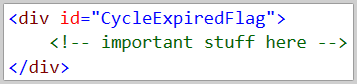 <div id="CycleExpiredFlag">
    <!-- important stuff here -->
</div>